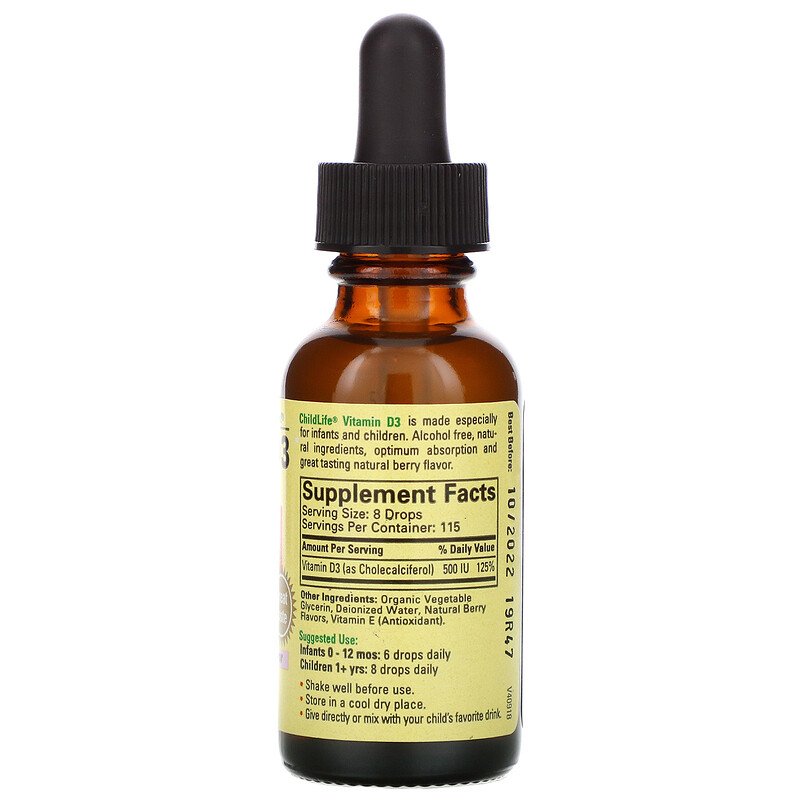 3
ChildLife® Vitamin D3 is made especially
for infants and children. Alcohol free, natu-
ral ingredients, optimum absorption and
great tasting natural berry flavor.
Supplement Facts
Serving Size: 8 Drops
Servings Per Container: 115
Amount Per Serving % Daily Value
Vitamin D3 (as Cholecalciferol) 500 IU 125%
Other Ingredients: Organic Vegetable
Glycerin, Deionized Water, Natural Berry
Flavors, Vitamin E (Antioxidant).
Suggested Use:
Infants 0 - 12 mos: 6 drops daily
Children 1+ yrs: 8 drops daily
• Shake well before use.
• Store in a cool dry place.
• Give directly or mix with your child's favorite drink.
Best Before: 10/2022 19R47
V40918